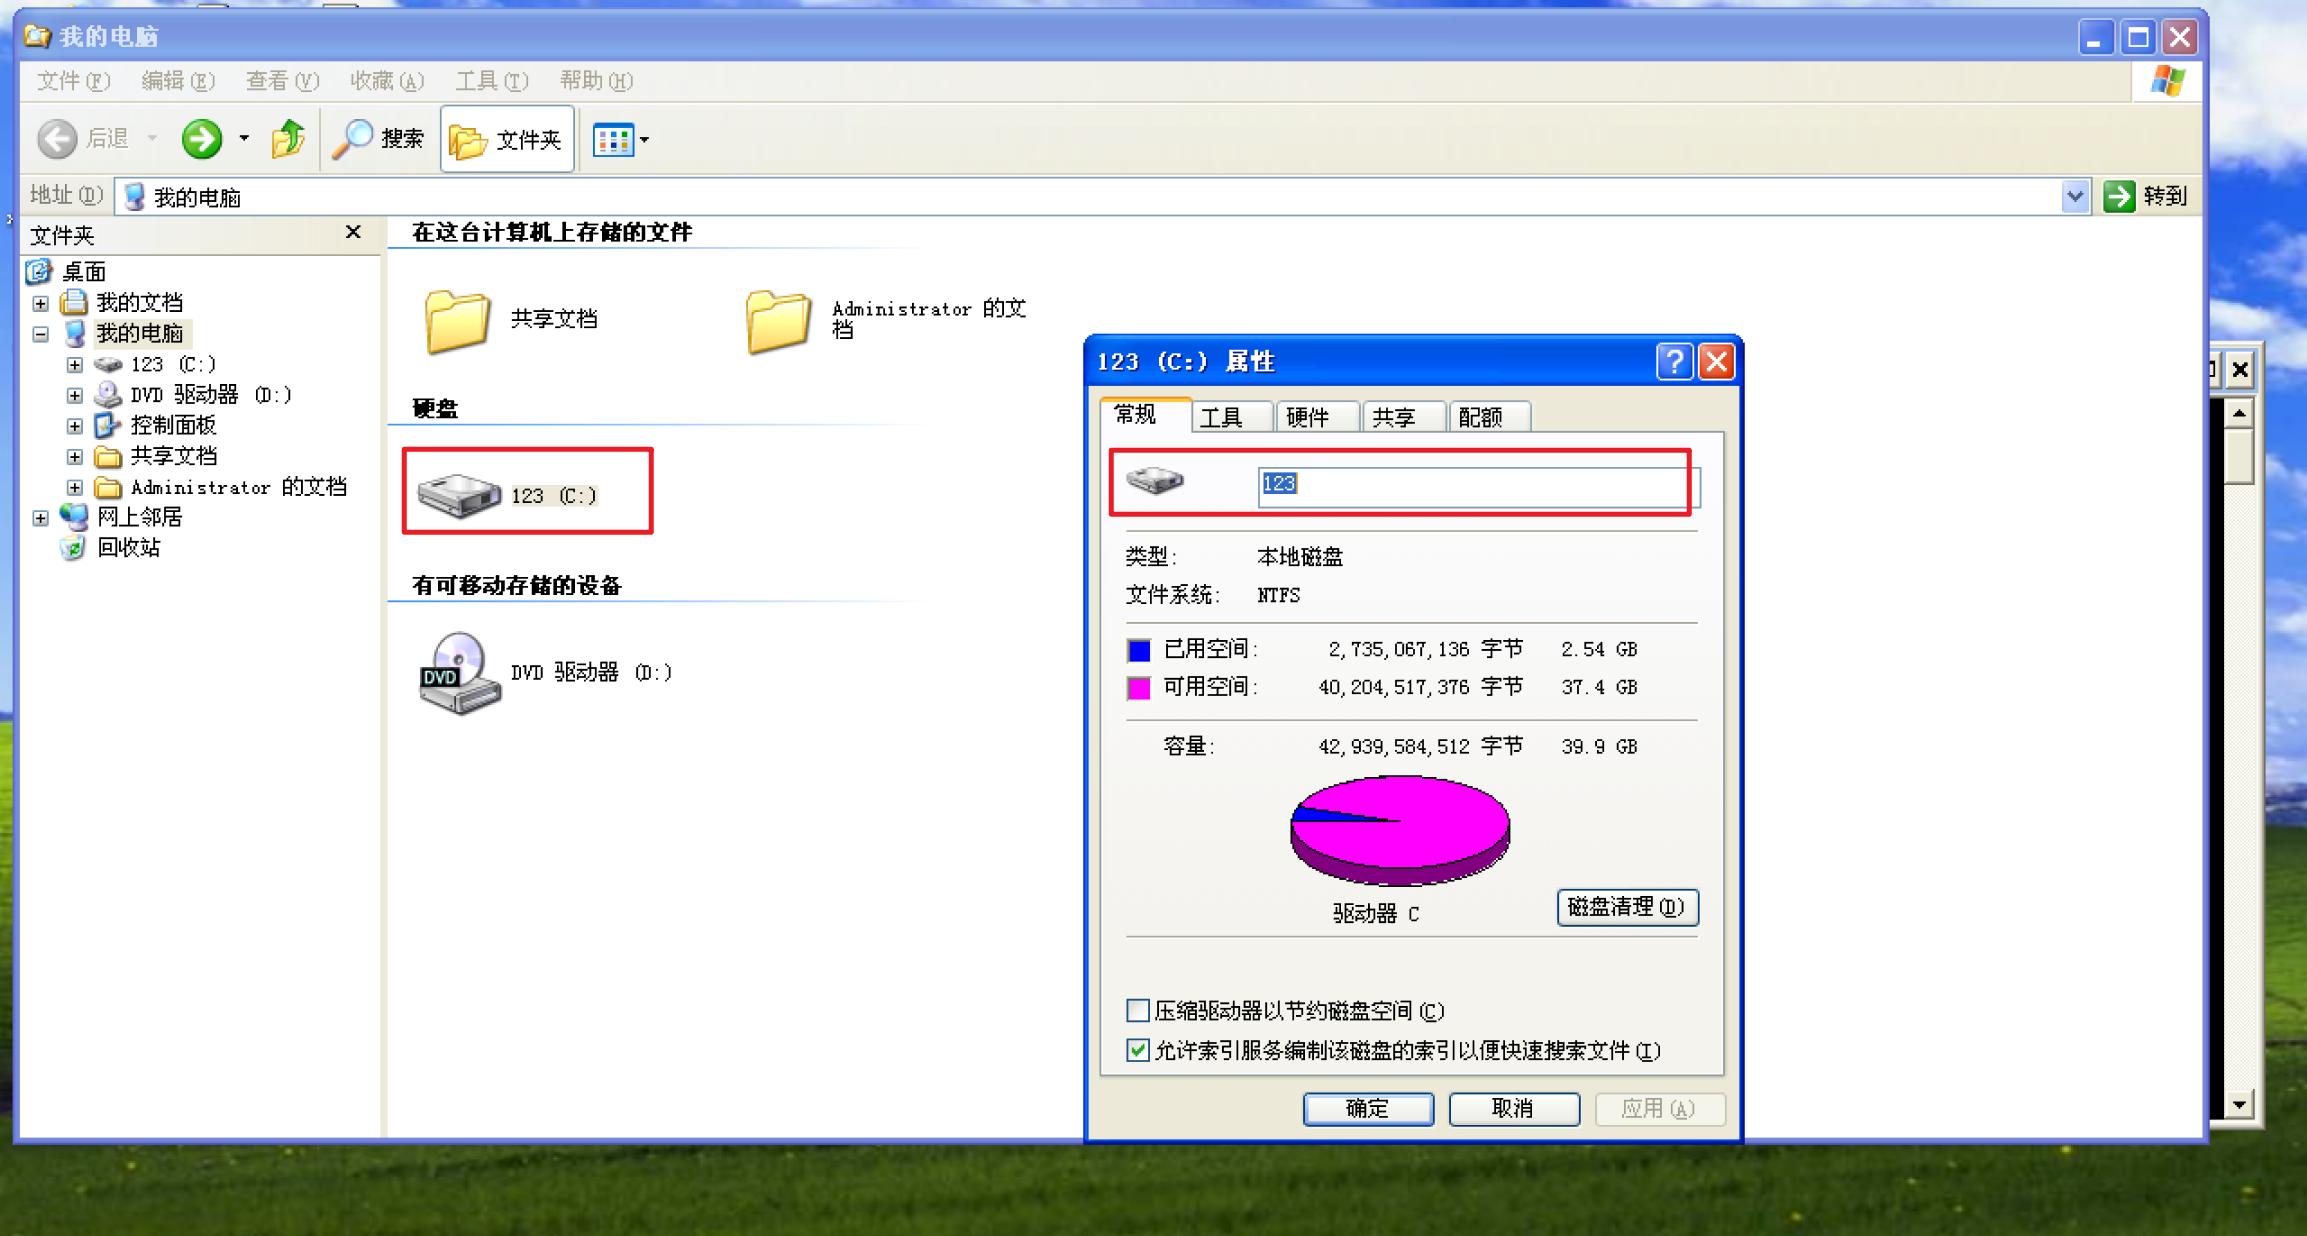 我的电脑
文件(F) 编辑(E) 查看(V) 收藏(A) 工具(T) 帮助(H)
后退 搜索 文件夹
地址(D) 我的电脑 转到
文件夹
桌面
我的文档
我的电脑
123 (C:)
DVD 驱动器 (D:)
控制面板
共享文档
Administrator 的文档
网上邻居
回收站
在这台计算机上存储的文件
共享文档
Administrator 的文
档
硬盘
123 (C:)
有可移动存储的设备
DVD
DVD 驱动器 (D:)
123 (C:) 属性
常规 工具 硬件 共享 配额
123
类型: 本地磁盘
文件系统: NTFS
已用空间: 2,735,067,136 字节 2.54 GB
可用空间: 40,204,517,376 字节 37.4 GB
容量: 42,939,584,512 字节 39.9 GB
驱动器 C
磁盘清理(D)
压缩驱动器以节约磁盘空间(C)
允许索引服务编制该磁盘的索引以便快速搜索文件(I)
确定 取消 应用(A)